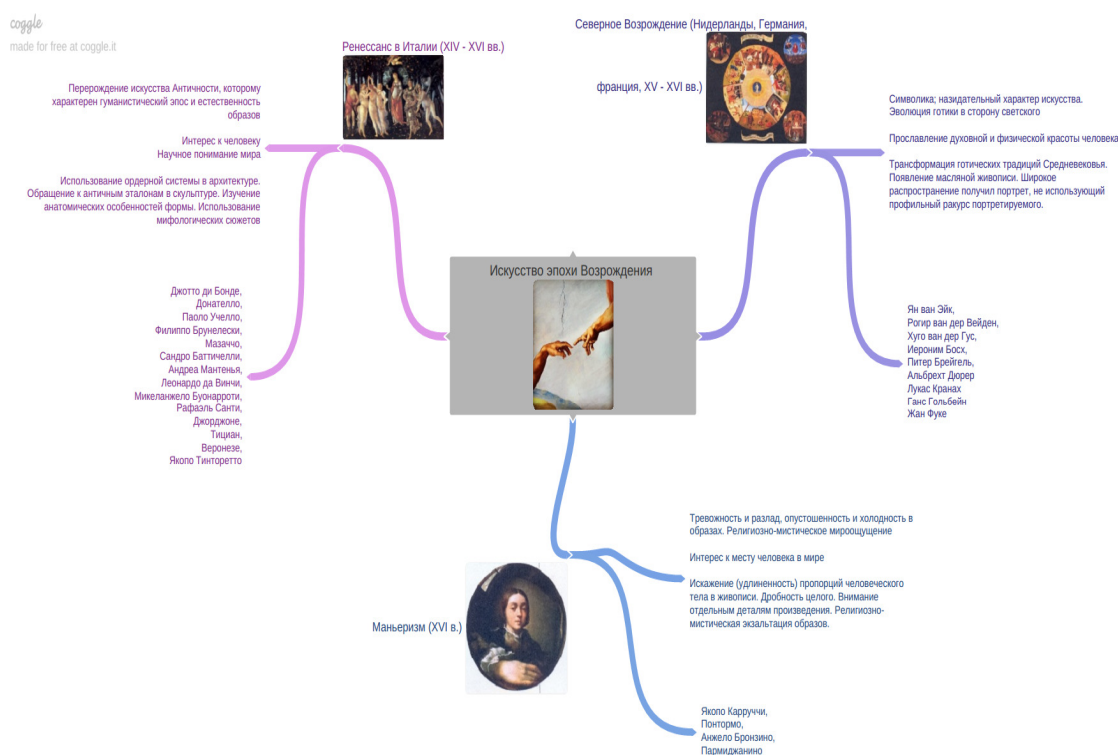 coggle
made for free at coggle.it
Ренессанс в Италии (XIV - XVI вв.)
Перерождение искусства Античности, которому
характерен гуманистический эпос и естественность
образов
Интерес к человеку
Научное понимание мира
Использование ордерной системы в архитектуре.
Обращение к античным эталонам в скульптуре. Изучение
анатомических особенностей формы. Использование
мифологических сюжетов
Джотто ди Бонде,
Донателло,
Паоло Учелло,
Филиппо Брунелески,
Мазаччо,
Сандро Баттичелли,
Андреа Мантенья,
Леонардо да Винчи,
Микеланжело Буонарроти,
Рафаэль Санти,
Джорджоне,
Тициан,
Веронезе,
Якопо Тинторетто
Северное Возрождение (Нидерланды, Германия,
франция, XV - XVI вв.)
Символика; назидательный характер искусства.
Эволюция готики в сторону светского
Прославление духовной и физической красоты человека
Трансформация готических традиций Средневековья.
Появление масляной живописи. Широкое
распространение получил портрет, не использующий
профильный ракурс портретируемого.
Ян ван Эйк,
Рогир ван дер Вейден,
Хуго ван дер Гус,
Иероним Босх,
Питер Брейгель,
Альбрехт Дюрер
Лукас Кранах
Ганс Гольбейн
Жан Фуке
Искусство эпохи Возрождения
Маньеризм (XVI в.)
Тревожность и разлад, опустошенность и холодность в
образах. Религиозно-мистическое мироощущение
Интерес к месту человека в мире
Искажение (удлиненность) пропорций человеческого
тела в живописи. Дробность целого. Внимание
отдельным деталям произведения. Религиозно-
мистическая экзальтация образов.
Якопо Карруччи,
Понтормо,
Анжело Бронзино,
Пармиджанино